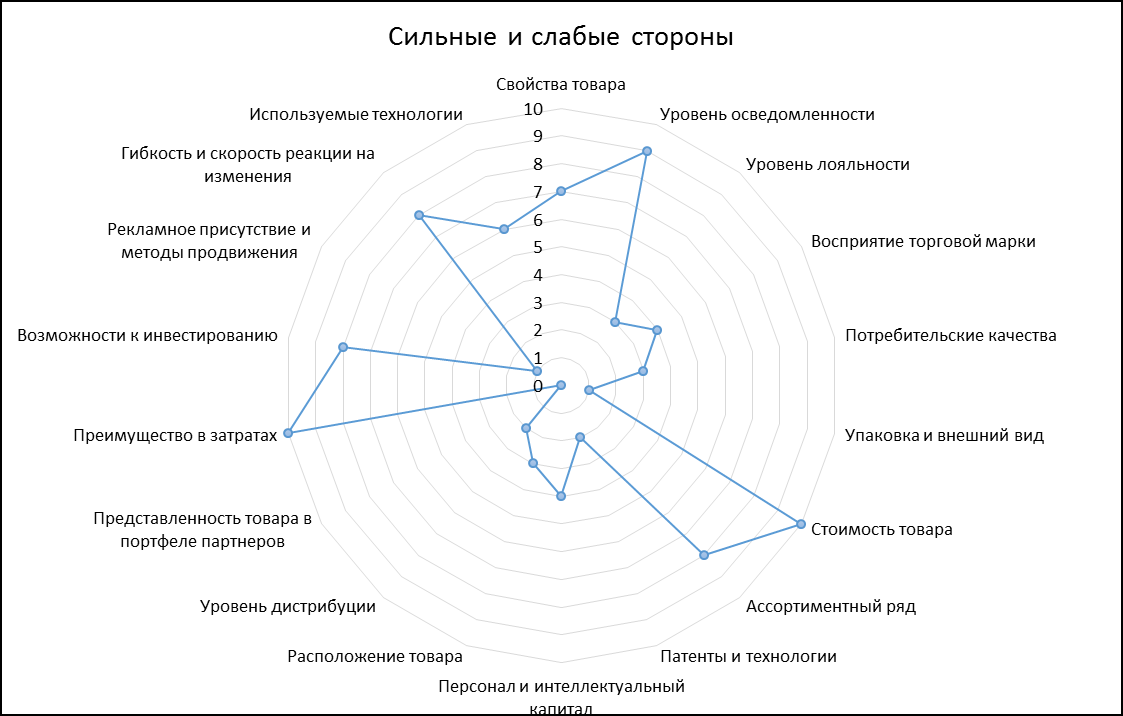 Сильные и слабые стороны
Свойства товара
Уровень осведомленности
Уровень лояльности
Восприятие торговой марки
Потребительские качества
Упаковка и внешний вид
Стоимость товара
Ассортиментный ряд
Патенты и технологии
Персонал и интеллектуальный
капитал
Расположение товара
Уровень дистрибуции
Представленность товара в
портфеле партнеров
Преимущество в затратах
Возможности к инвестированию
Рекламное присутствие и
методы продвижения
Гибкость и скорость реакции на
изменения
Используемые технологии
10
9
8
7
6
5
4
3
2
1
0